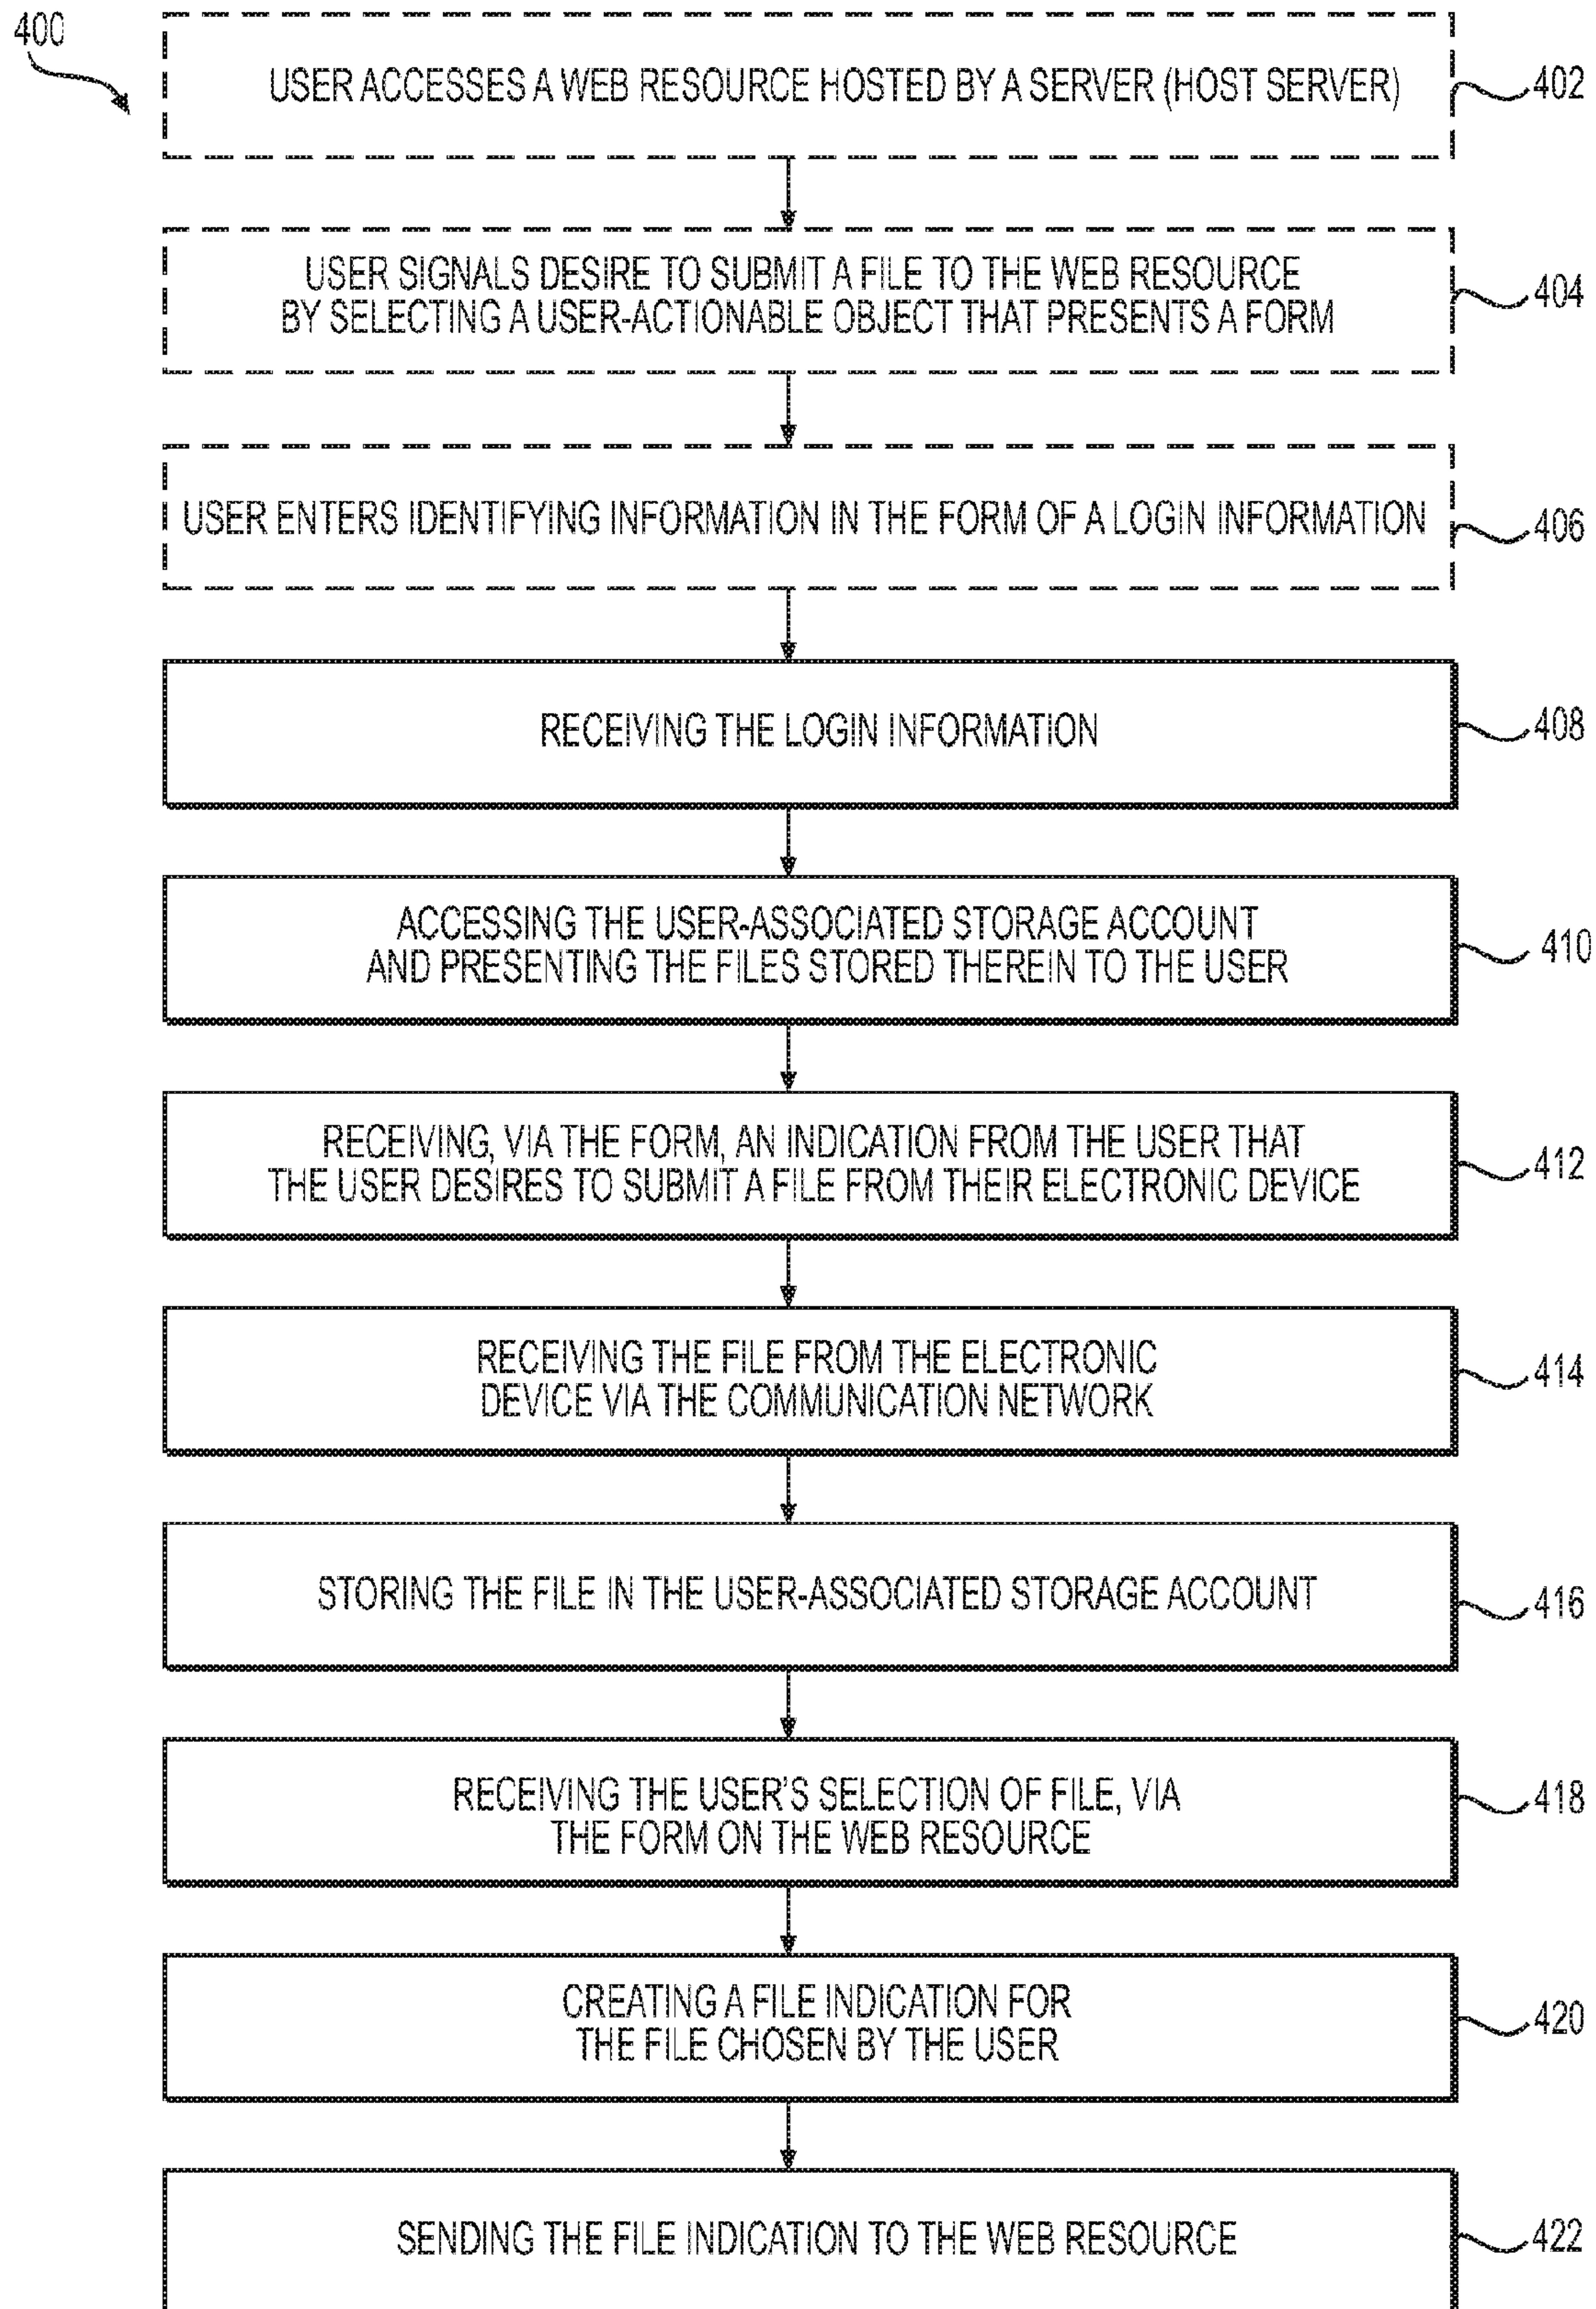 400
USER ACCESSES A WEB RESOURCE HOSTED BY A SERVER (HOST SERVER)
402
USER SIGNALS DESIRE TO SUBMIT A FILE TO THE WEB RESOURCE
BY SELECTING A USER-ACTIONABLE OBJECT THAT PRESENTS A FORM
404
USER ENTERS IDENTIFYING INFORMATION IN THE FORM OF A LOGIN INFORMATION
406
RECEIVING THE LOGIN INFORMATION
408
ACCESSING THE USER-ASSOCIATED STORAGE ACCOUNT
AND PRESENTING THE FILES STORED THEREIN TO THE USER
410
RECEIVING, VIA THE FORM, AN INDICATION FROM THE USER THAT
THE USER DESIRES TO SUBMIT A FILE FROM THEIR ELECTRONIC DEVICE
412
RECEIVING THE FILE FROM THE ELECTRONIC
DEVICE VIA THE COMMUNICATION NETWORK
414
STORING THE FILE IN THE USER-ASSOCIATED STORAGE ACCOUNT
416
RECEIVING THE USER'S SELECTION OF FILE, VIA
THE FORM ON THE WEB RESOURCE
418
CREATING A FILE INDICATION FOR
THE FILE CHOSEN BY THE USER
420
SENDING THE FILE INDICATION TO THE WEB RESOURCE
422